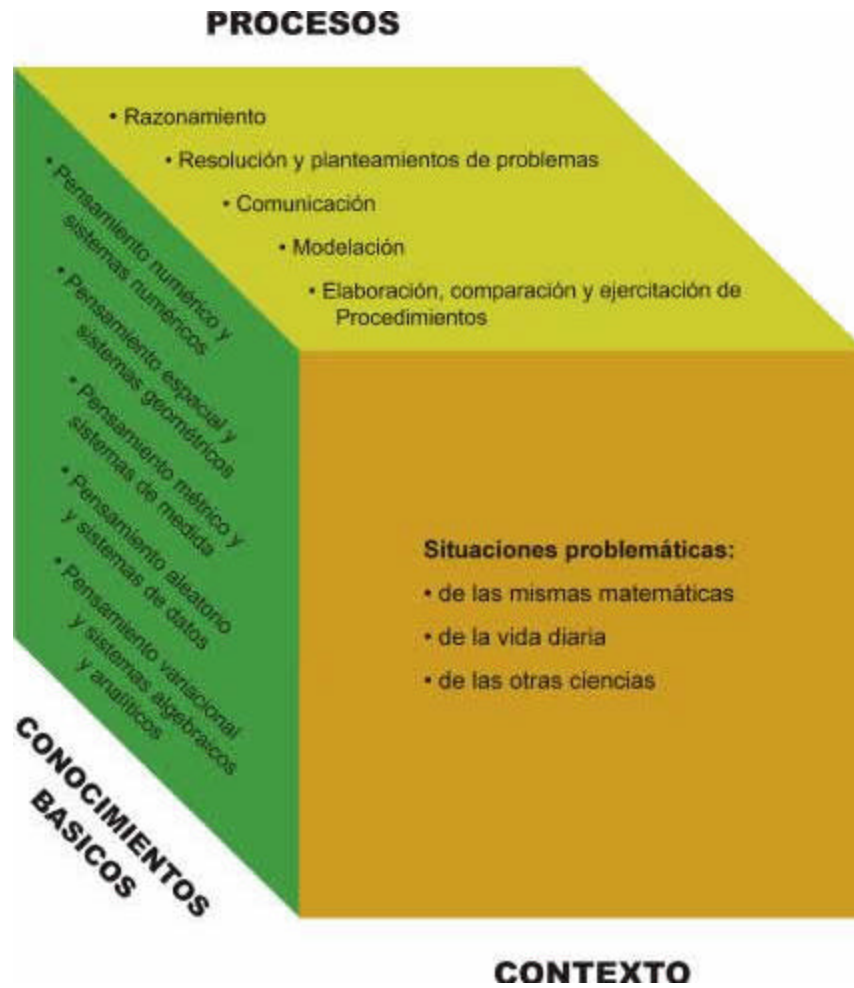 PROCESOS
• Razonamiento
• Resolución y planteamientos de problemas
• Comunicación
• Modelación
• Elaboración, comparación y ejercitación de
Procedimientos
• Pensamiento numérico y
sistemas numéricos
• Pensamiento espacial y
sistemas geométricos
• Pensamiento métrico y
sistemas de medida
• Pensamiento aleatorio
y sistemas de datos
• Pensamiento variacional
y sistemas algebraicos
y analíticos
CONOCIMIENTOS
BASICOS
Situaciones problemáticas:
• de las mismas matemáticas
• de la vida diaria
• de las otras ciencias
CONTEXTO